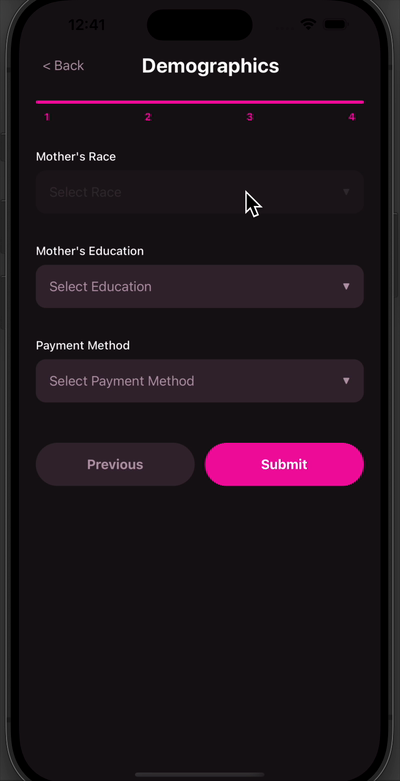 12:41
< Back
Demographics
1 2 3 4
Mother's Race
Select Race
Mother's Education
Select Education
Payment Method
Select Payment Method
Previous
Submit